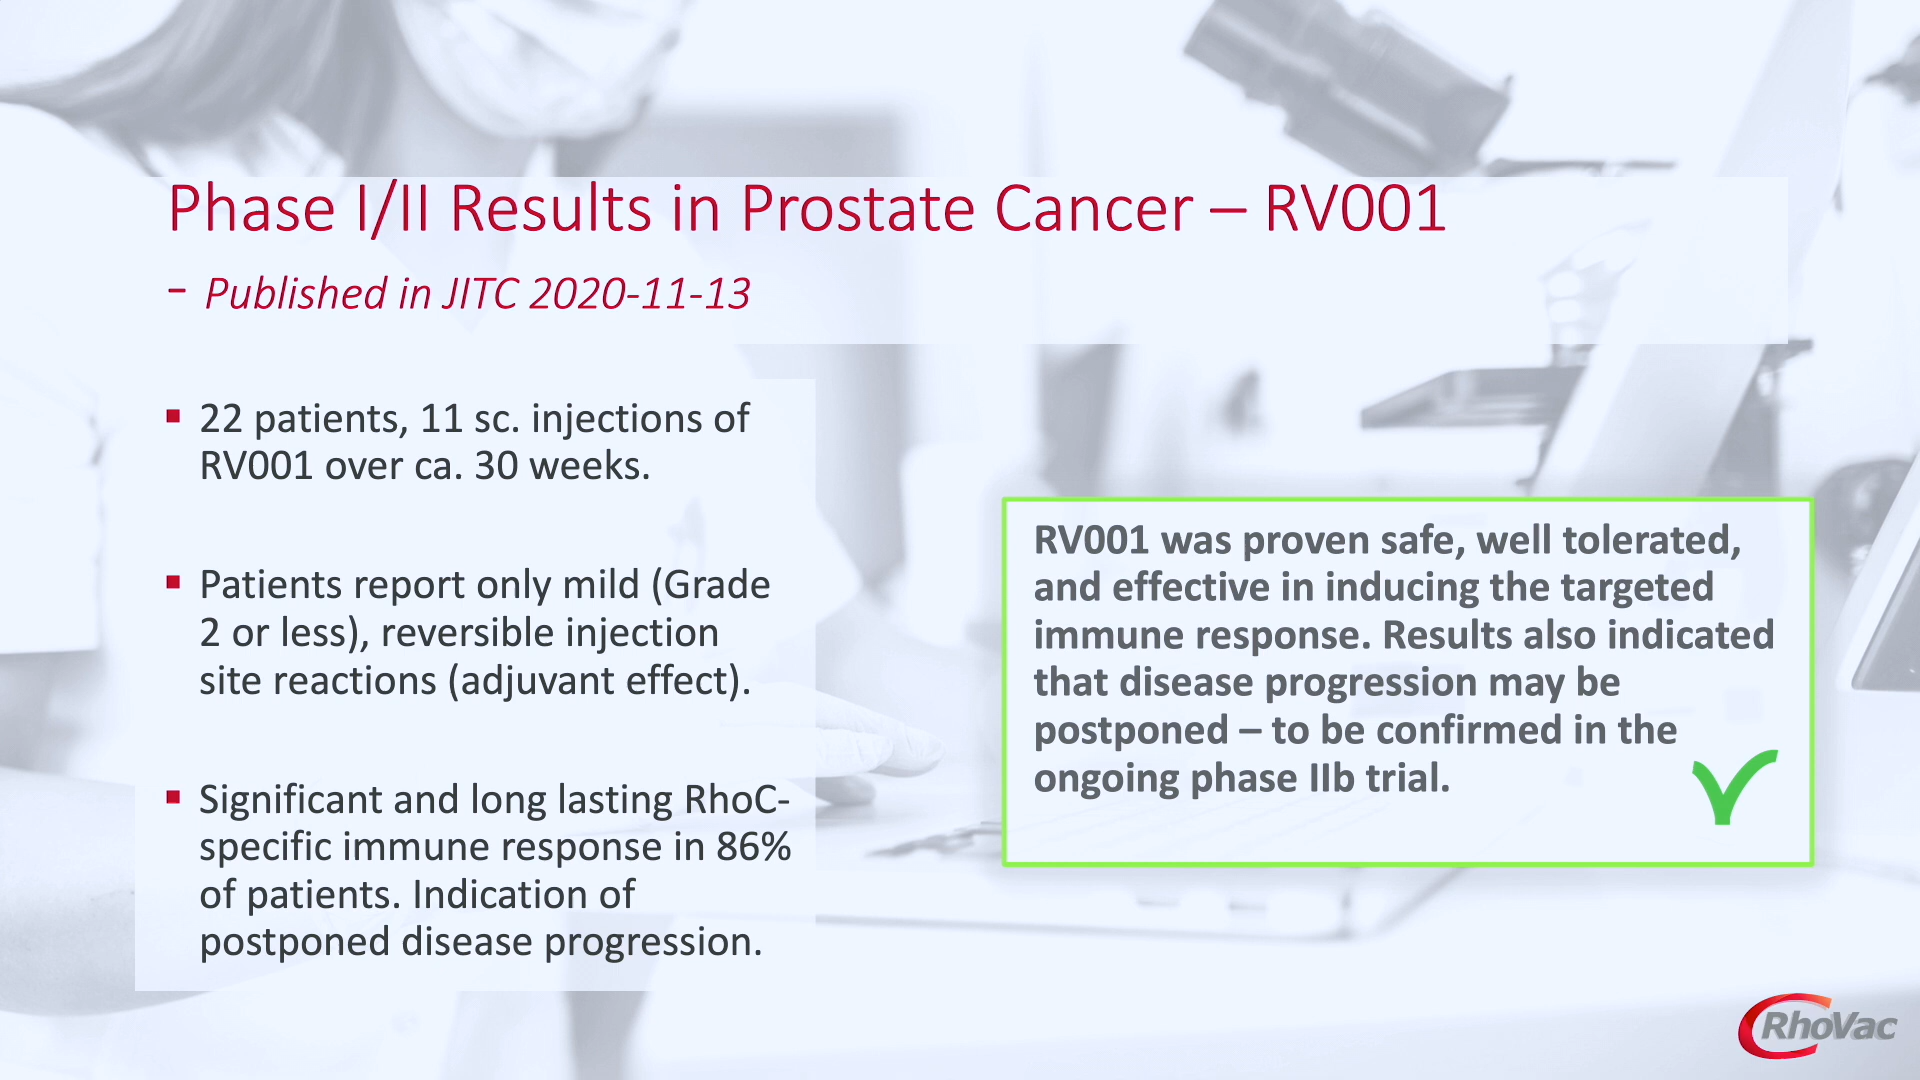 Phase I/II Results in Prostate Cancer – RV001
- Published in JITC 2020-11-13
▪ 22 patients, 11 sc. injections of
RV001 over ca. 30 weeks.
▪ Patients report only mild (Grade
2 or less), reversible injection
site reactions (adjuvant effect).
▪ Significant and long lasting RhoC-
specific immune response in 86%
of patients. Indication of
postponed disease progression.
RV001 was proven safe, well tolerated,
and effective in inducing the targeted
immune response. Results also indicated
that disease progression may be
postponed – to be confirmed in the
ongoing phase IIb trial.
RhoVac